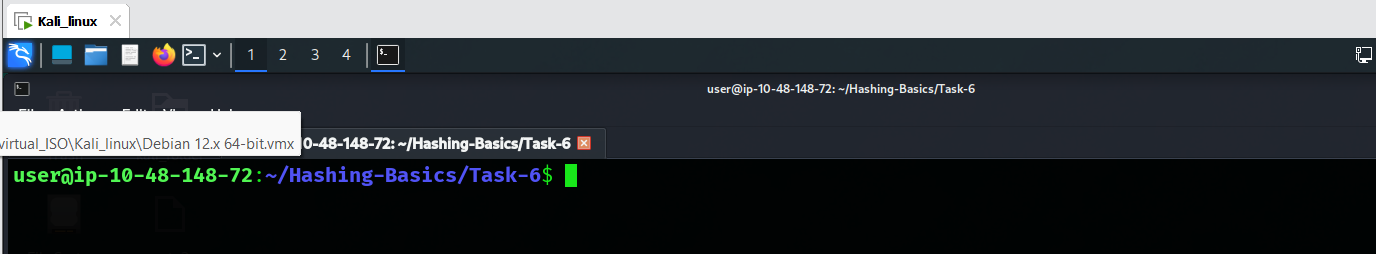 Kali_linux
1 2 3 4
user@ip-10-48-148-72: ~/Hashing-Basics/Task-6
virtual_ISO\Kali_linux\Debian 12.x 64-bit.vmx
0-48-148-72: ~/Hashing-Basics/Task-6
user@ip-10-48-148-72:~/Hashing-Basics/Task-6$